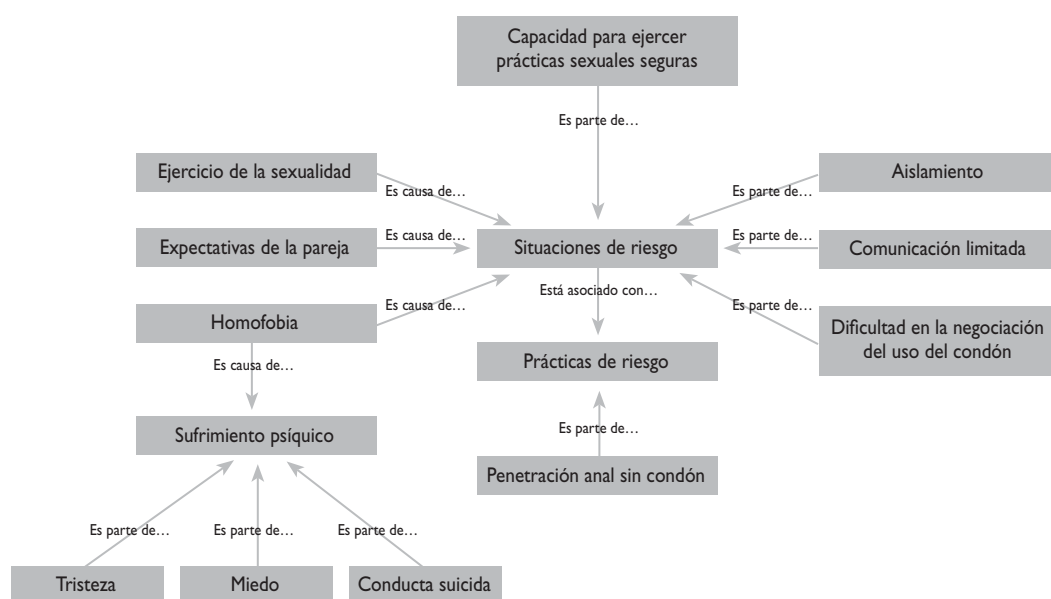 Capacidad para ejercer
prácticas sexuales seguras
Es parte de…
Ejercicio de la sexualidad
Aislamiento
Es causa de…
Es parte de…
Expectativas de la pareja
Es causa de…
Situaciones de riesgo
Es parte de…
Comunicación limitada
Es causa de…
Está asociado con…
Es parte de…
Homofobia
Dificultad en la negociación
del uso del condón
Es causa de…
Prácticas de riesgo
Sufrimiento psíquico
Es parte de…
Penetración anal sin condón
Es parte de…
Es parte de…
Es parte de…
Tristeza
Miedo
Conducta suicida